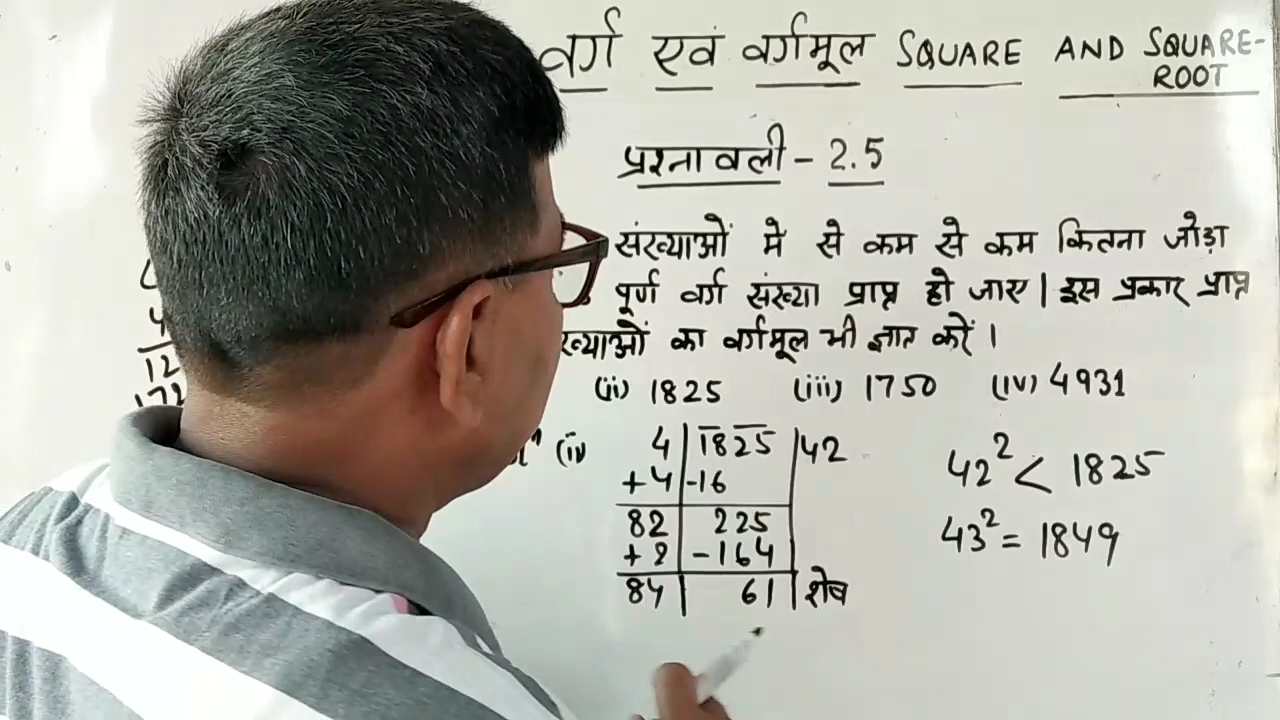 वर्ग एवं वर्गमूल SQUARE AND SQUARE-
ROOT
प्रश्नावली - 2.5
संख्याओं में से कम से कम कितना जोड़ा
पूर्ण वर्ग संख्या प्राप्त हो जाए। इस प्रकार प्राप्त
का वर्गमूल भी ज्ञात करें।
(ii) 1825 (iii) 1750 (iv) 4931
4 1825 42
+4 -16
82 225
+2 -164
84 61 शेष
42² < 1825
43² = 1849